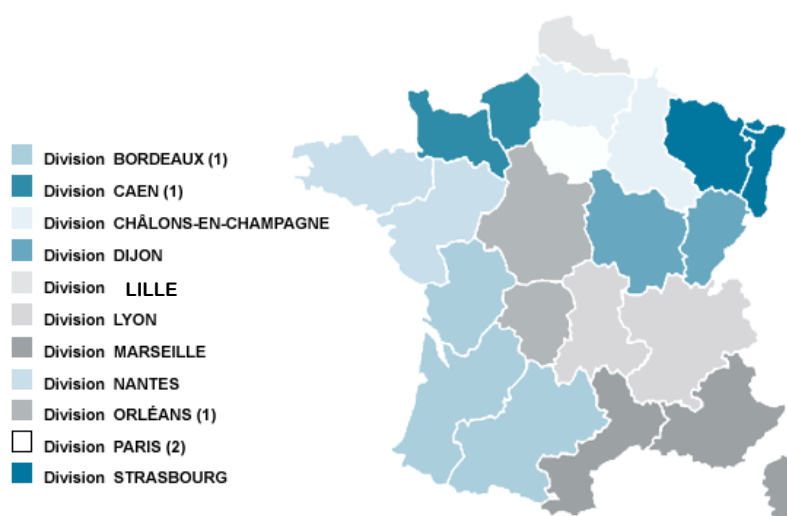 Division BORDEAUX (1)
Division CAEN (1)
Division CHÂLONS-EN-CHAMPAGNE
Division DIJON
Division LILLE
Division LYON
Division MARSEILLE
Division NANTES
Division ORLÉANS (1)
Division PARIS (2)
Division STRASBOURG